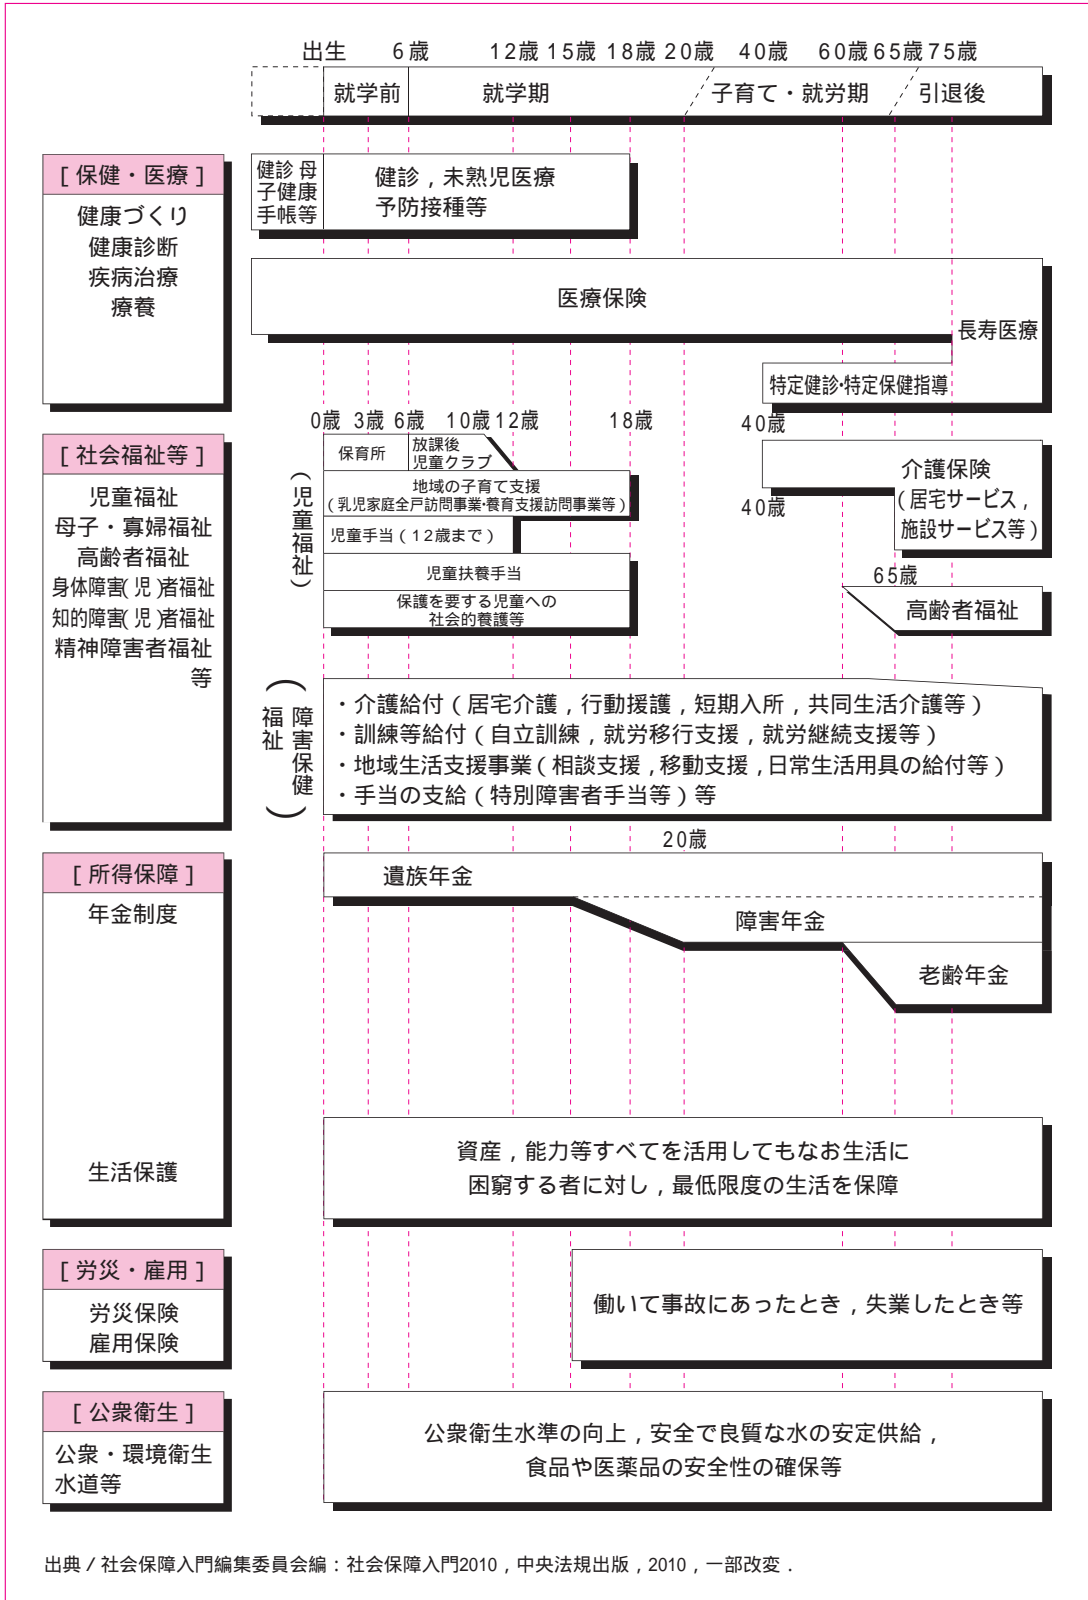 出生 6歳 12歳 15歳 18歳 20歳 40歳 60歳 65歳 75歳
就学前 就学期 子育て・就労期 引退後
[ 保健・医療 ]
健康づくり
健康診断
疾病治療
療養
健診 母
子健康
手帳等
健診，未熟児医療
予防接種等
医療保険
長寿医療
特定健診・特定保健指導
0歳 3歳 6歳 10歳 12歳 18歳 40歳
[ 社会福祉等 ]
児童福祉
母子・寡婦福祉
高齢者福祉
身体障害(児)者福祉
知的障害(児)者福祉
精神障害者福祉
等
（児童福祉）
保育所
放課後
児童クラブ
地域の子育て支援
（乳児家庭全戸訪問事業・養育支援訪問事業等）
児童手当（12歳まで）
児童扶養手当
保護を要する児童への
社会的養護等
40歳
介護保険
（居宅サービス，
施設サービス等）
65歳
高齢者福祉
（障害保健
福祉）
・介護給付（居宅介護，行動援護，短期入所，共同生活介護等）
・訓練等給付（自立訓練，就労移行支援，就労継続支援等）
・地域生活支援事業（相談支援，移動支援，日常生活用具の給付等）
・手当の支給（特別障害者手当等）等
20歳
[ 所得保障 ]
年金制度
遺族年金
障害年金
老齢年金
生活保護
資産，能力等すべてを活用してもなお生活に
困窮する者に対し，最低限度の生活を保障
[ 労災・雇用 ]
労災保険
雇用保険
働いて事故にあったとき，失業したとき等
[ 公衆衛生 ]
公衆・環境衛生
水道等
公衆衛生水準の向上，安全で良質な水の安定供給，
食品や医薬品の安全性の確保等
出典 / 社会保障入門編集委員会編：社会保障入門2010，中央法規出版，2010，一部改変．